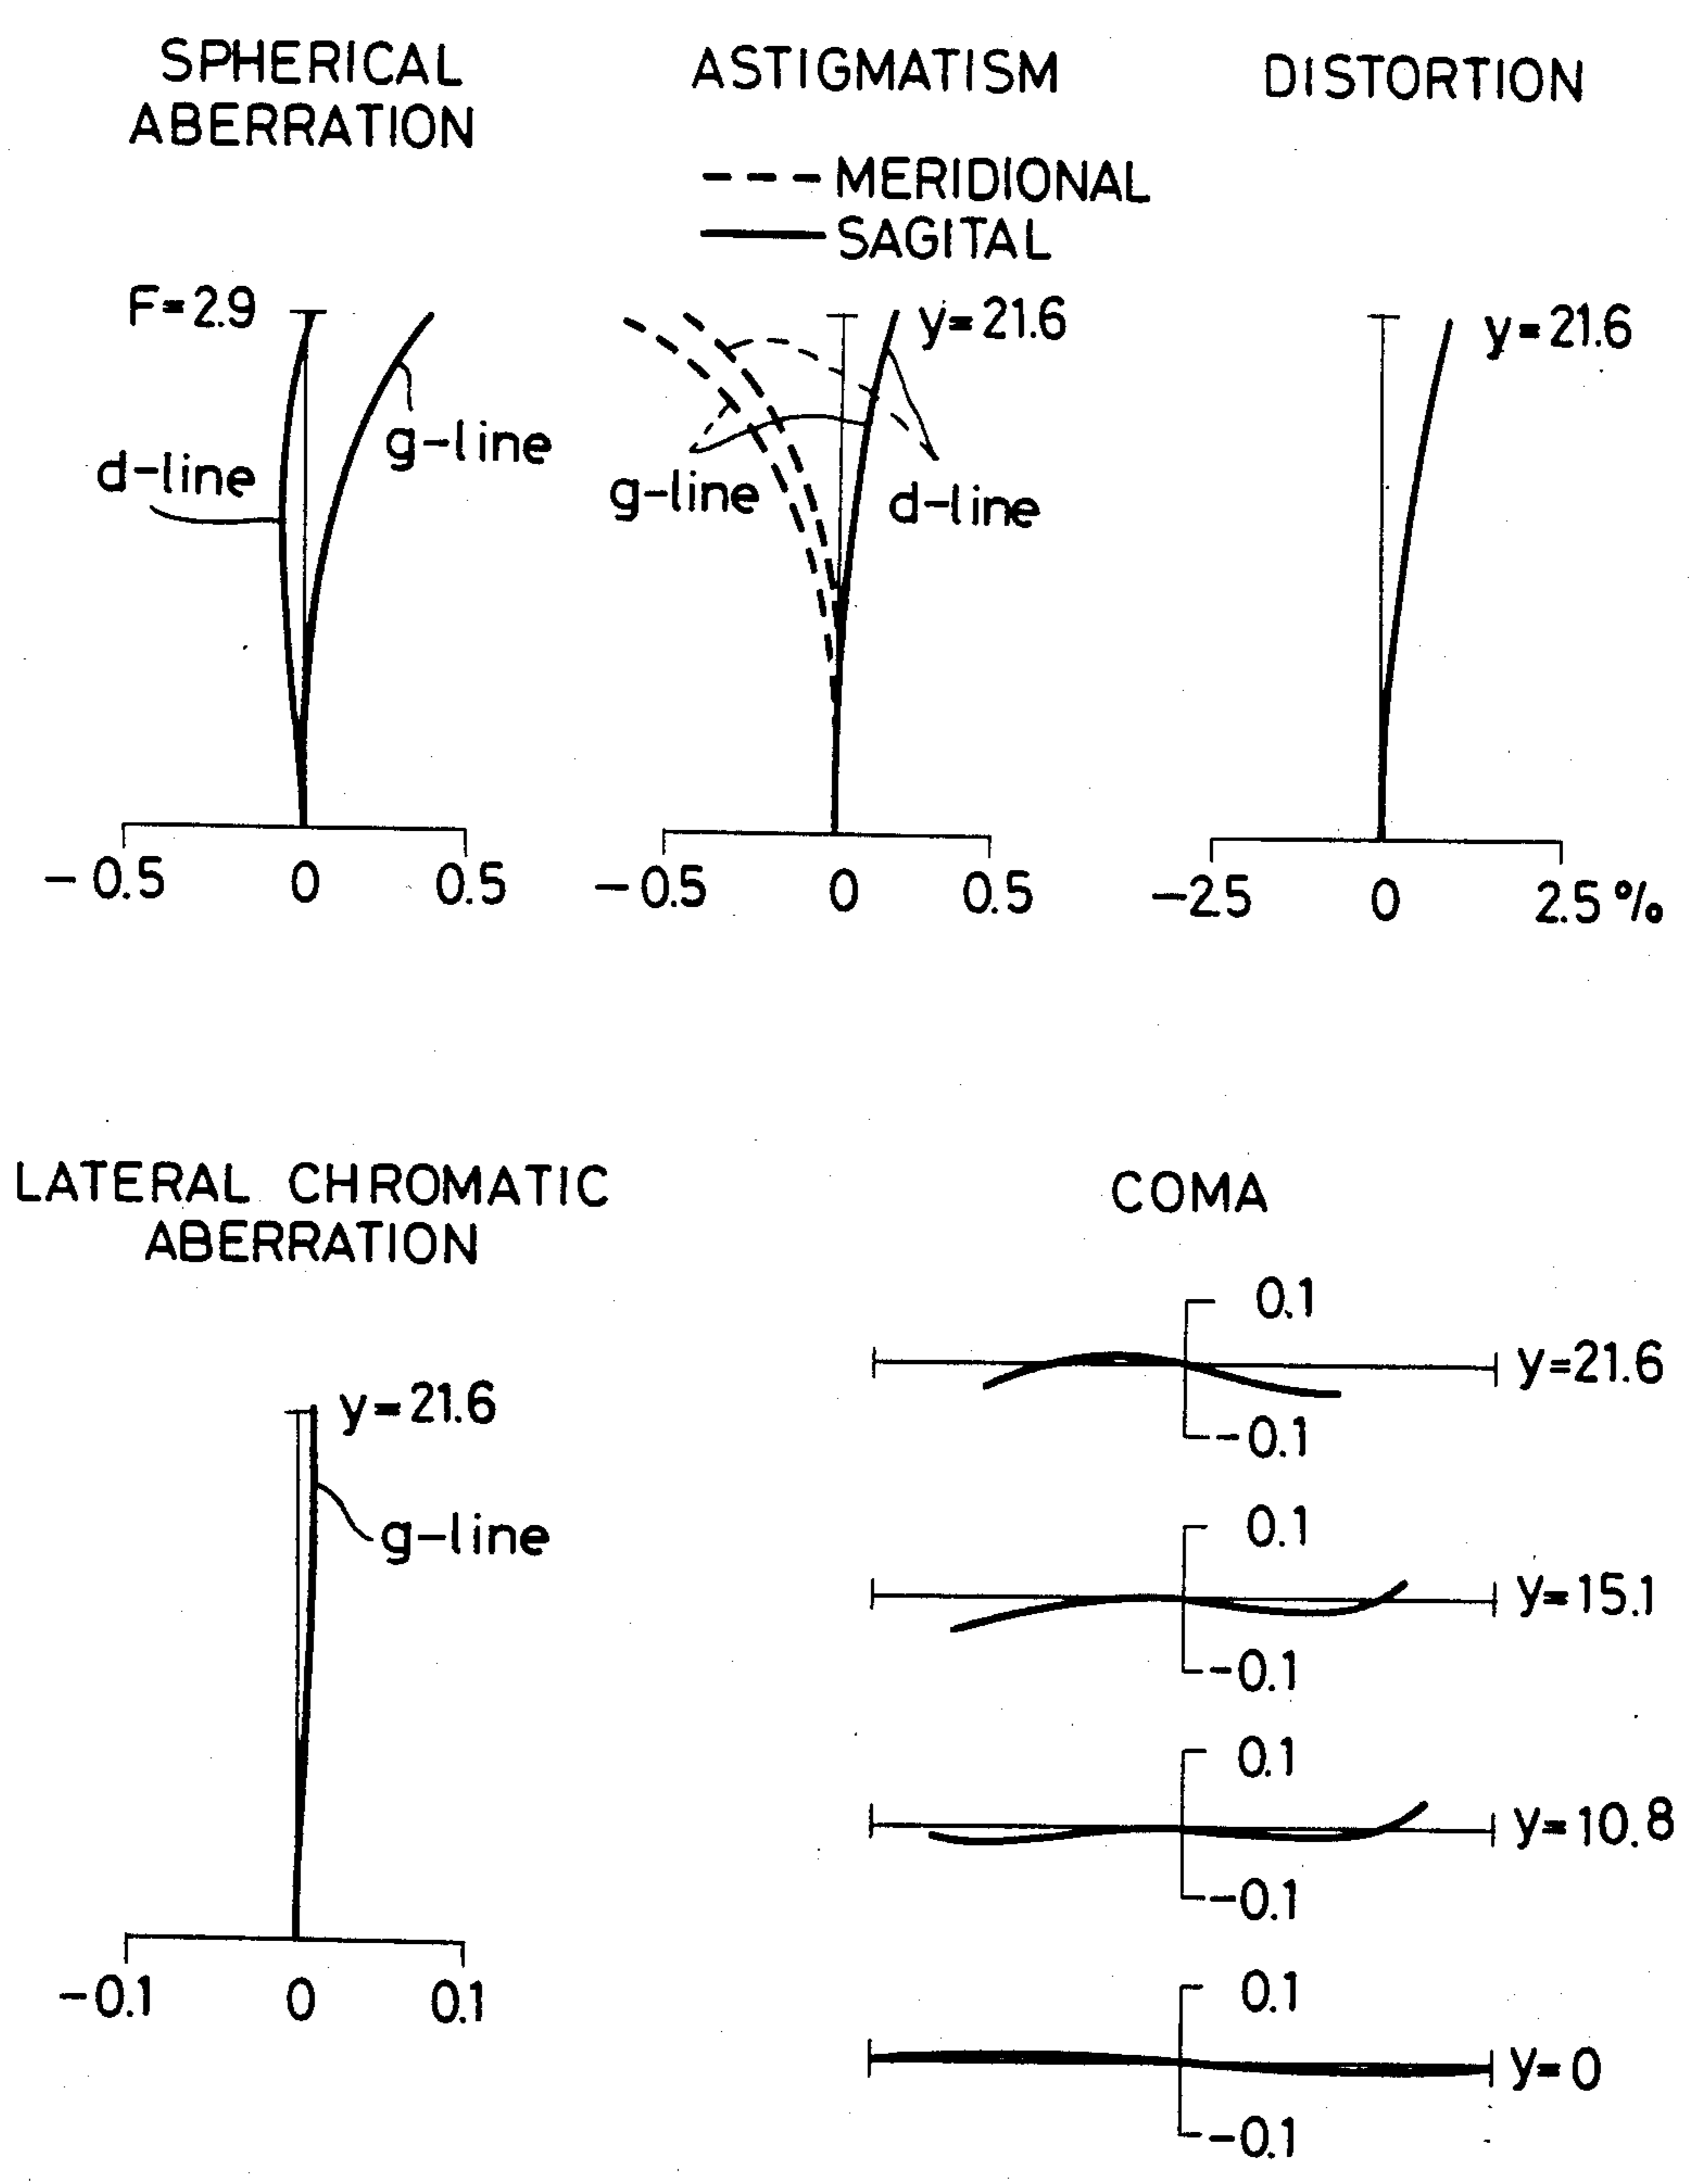 SPHERICAL
ABERRATION
F=2.9
d-line
g-line
-0.5 0 0.5
ASTIGMATISM
--- MERIDIONAL
SAGITAL
y=21.6
g-line
d-line
-0.5 0 0.5
DISTORTION
y=21.6
-2.5 0 2.5%
LATERAL CHROMATIC
ABERRATION
y=21.6
g-line
-0.1 0 0.1
COMA
0.1
y=21.6
-0.1
0.1
y=15.1
-0.1
0.1
y=10.8
-0.1
0.1
y=0
-0.1